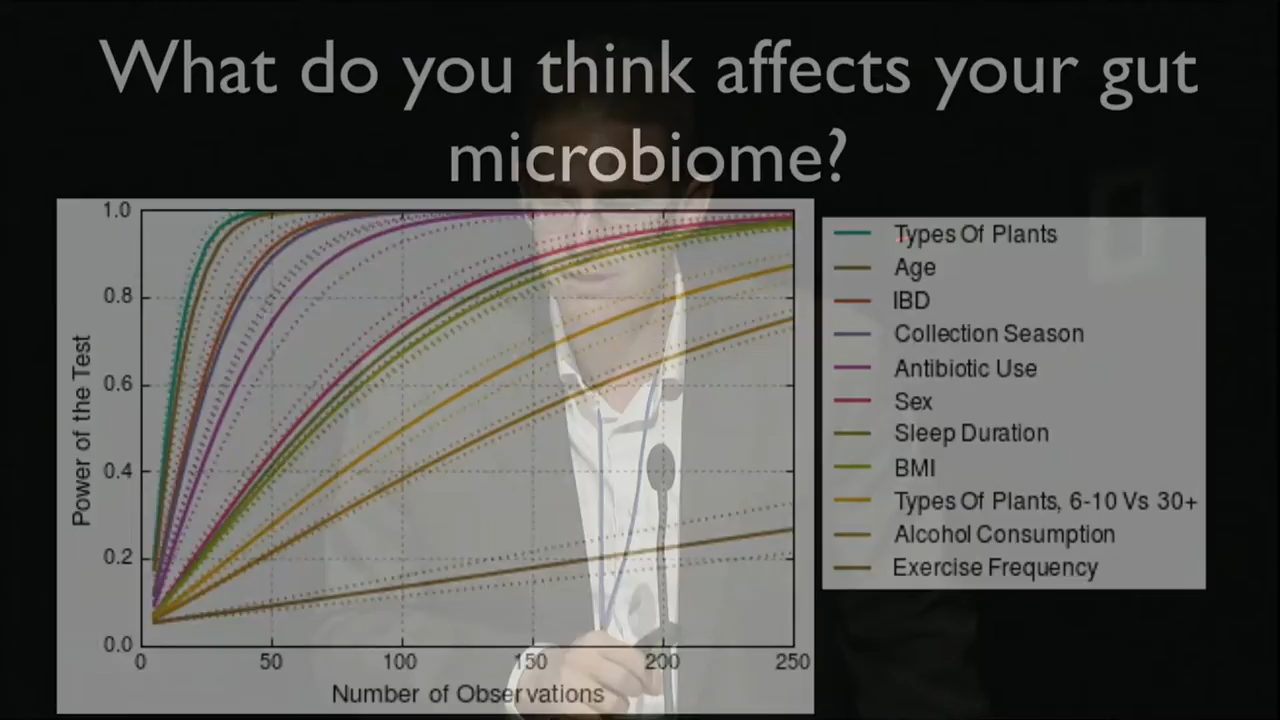 What do you think affects your gut
microbiome?
1.0
0.8
0.6
0.4
0.2
0.0
Power of the Test
0 50 100 150 200 250
Number of Observations
Types Of Plants
Age
IBD
Collection Season
Antibiotic Use
Sex
Sleep Duration
BMI
Types Of Plants, 6-10 Vs 30+
Alcohol Consumption
Exercise Frequency